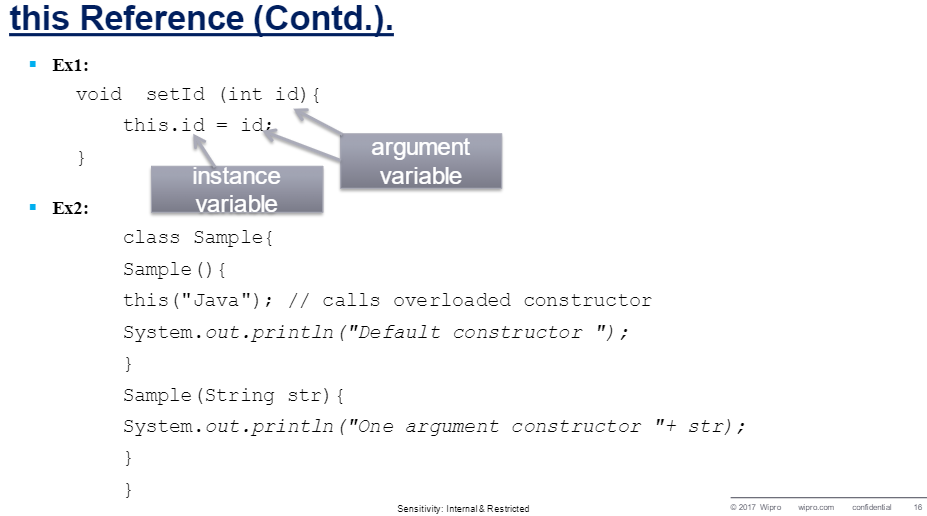 this Reference (Contd.).
Ex1:
void setId (int id){
this.id = id;
argument
variable
}
instance
variable
Ex2:
class Sample{
Sample(){
this("Java"); // calls overloaded constructor
System.out.println("Default constructor ");
}
Sample(String str){
System.out.println("One argument constructor "+ str);
}
}
Sensitivity: Internal & Restricted
© 2017 Wipro wipro.com confidential 16